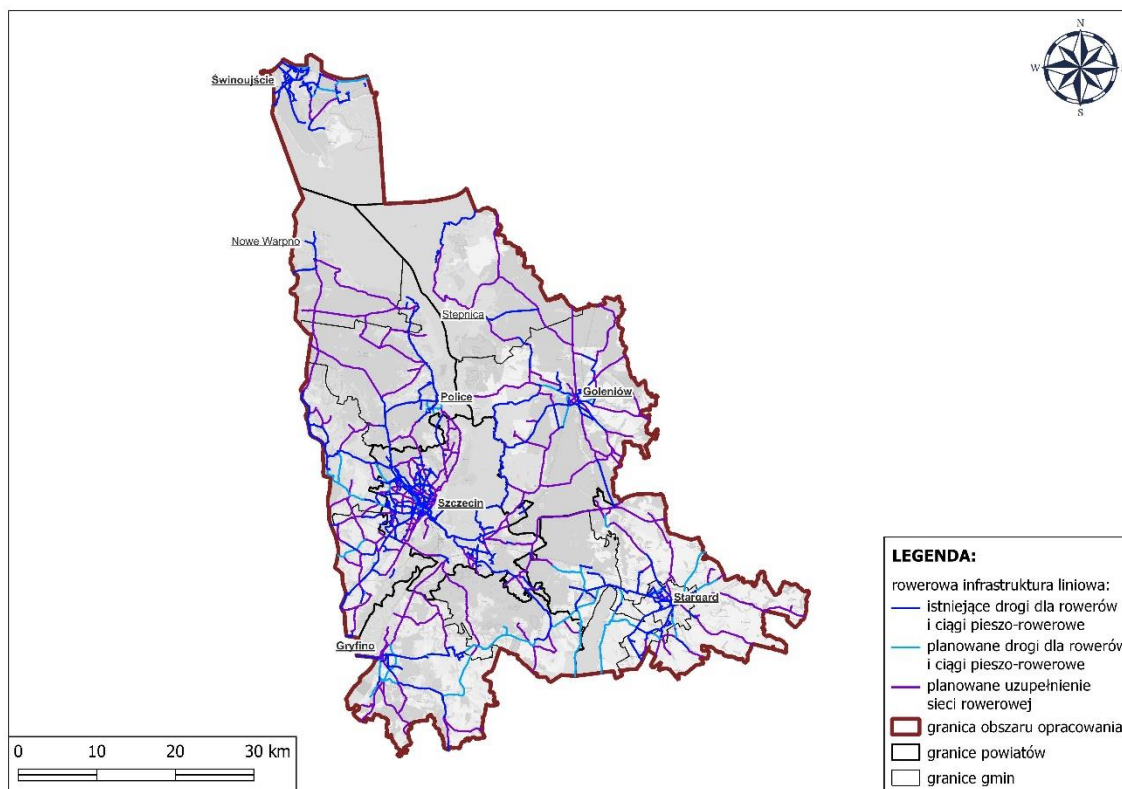 N
W
S
Świnoujście
Nowe Warpno
Stepnica
Police
Goleniów
Szczecin
Stargard
Gryfino
0 10 20 30 km
LEGENDA:
rowerowa infrastruktura liniowa:
istniejące drogi dla rowerów
i ciągi pieszo-rowerowe
planowane drogi dla rowerów
i ciągi pieszo-rowerowe
planowane uzupełnienie
sieci rowerowej
granica obszaru opracowania
granice powiatów
granice gmin